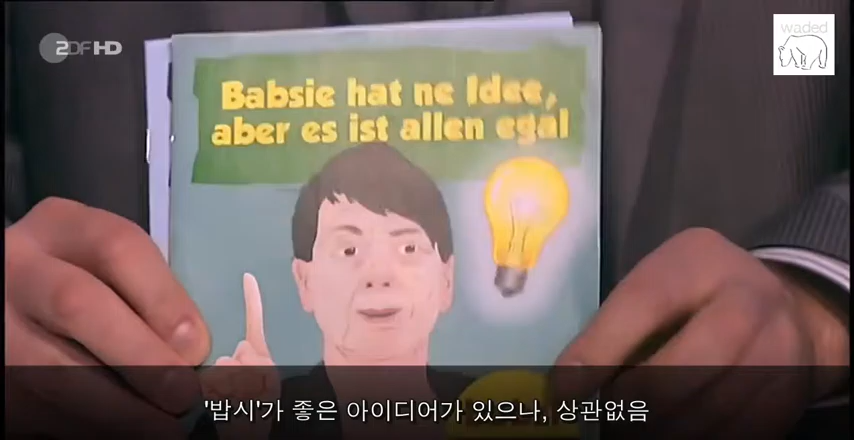 ZDF HD
waded
Babsie hat ne Idee,
aber es ist allen egal
'밥시'가 좋은 아이디어가 있으나, 상관없음